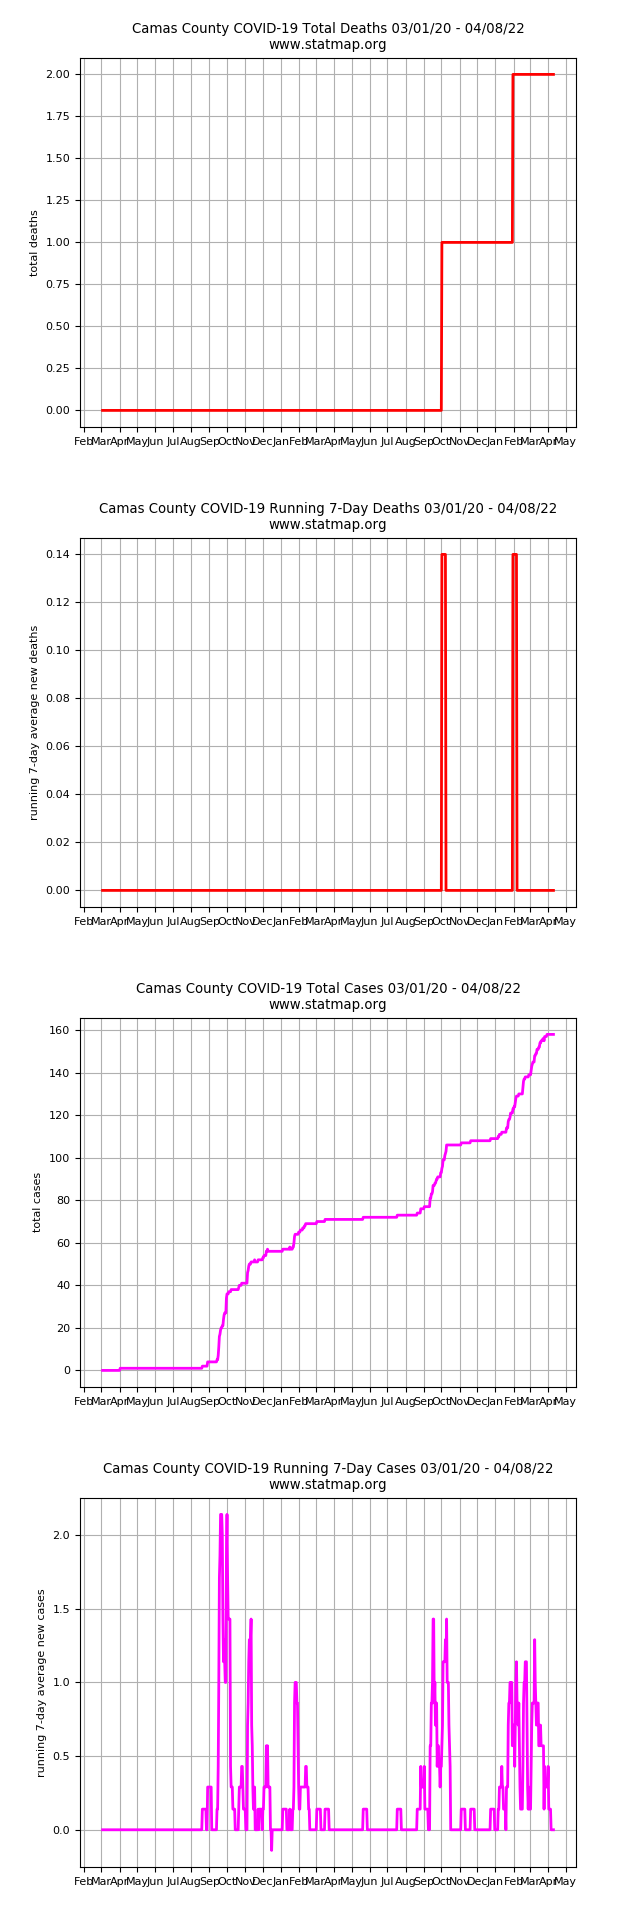 Camas County COVID-19 Total Deaths 03/01/20 - 04/08/22
www.statmap.org
2.00
1.75
1.50
1.25
1.00
0.75
0.50
0.25
0.00
total deaths
Feb Mar Apr May Jun Jul Aug Sep Oct Nov Dec Jan Feb Mar Apr May Jun Jul Aug Sep Oct Nov Dec Jan Feb Mar Apr May
Camas County COVID-19 Running 7-Day Deaths 03/01/20 - 04/08/22
www.statmap.org
0.14
0.12
0.10
0.08
0.06
0.04
0.02
0.00
running 7-day average new deaths
Feb Mar Apr May Jun Jul Aug Sep Oct Nov Dec Jan Feb Mar Apr May Jun Jul Aug Sep Oct Nov Dec Jan Feb Mar Apr May
Camas County COVID-19 Total Cases 03/01/20 - 04/08/22
www.statmap.org
160
140
120
100
80
60
40
20
0
total cases
Feb Mar Apr May Jun Jul Aug Sep Oct Nov Dec Jan Feb Mar Apr May Jun Jul Aug Sep Oct Nov Dec Jan Feb Mar Apr May
Camas County COVID-19 Running 7-Day Cases 03/01/20 - 04/08/22
www.statmap.org
2.0
1.5
1.0
0.5
0.0
running 7-day average new cases
Feb Mar Apr May Jun Jul Aug Sep Oct Nov Dec Jan Feb Mar Apr May Jun Jul Aug Sep Oct Nov Dec Jan Feb Mar Apr May